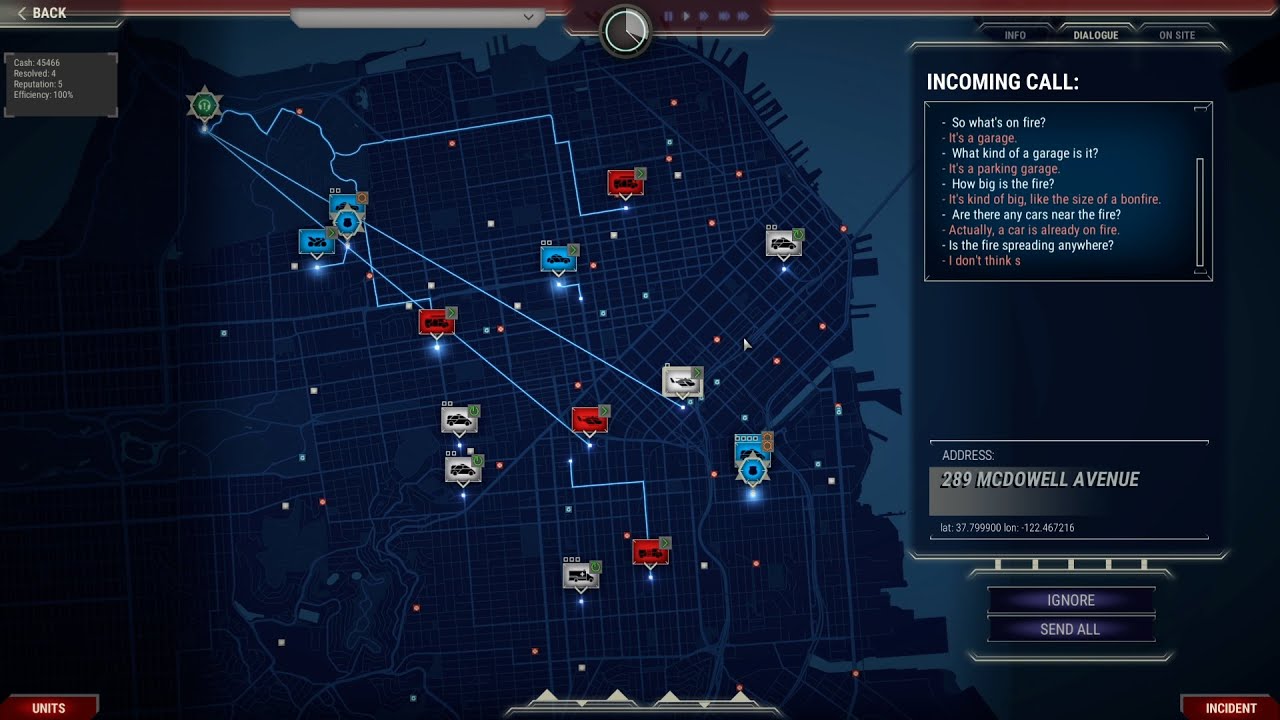 BACK
Cash: 45466
Resolved: 4
Reputation: 5
Efficiency: 100%
INFO
DIALOGUE
ON SITE
INCOMING CALL:
- So what's on fire?
- It's a garage.
- What kind of a garage is it?
- It's a parking garage.
- How big is the fire?
- It's kind of big, like the size of a bonfire.
- Are there any cars near the fire?
- Actually, a car is already on fire.
- Is the fire spreading anywhere?
- I don't think s
ADDRESS:
289 MCDOWELL AVENUE
lat: 37.799900 lon: -122.467216
IGNORE
SEND ALL
UNITS
INCIDENT